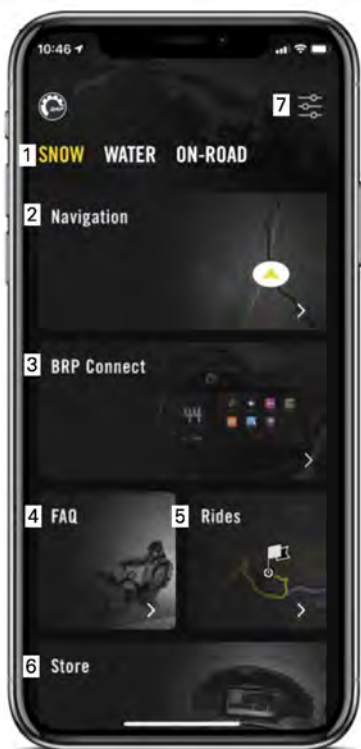 10:46
7
1 SNOW WATER ON-ROAD
2 Navigation
3 BRP Connect
44
4 FAQ
5 Rides
6 Store